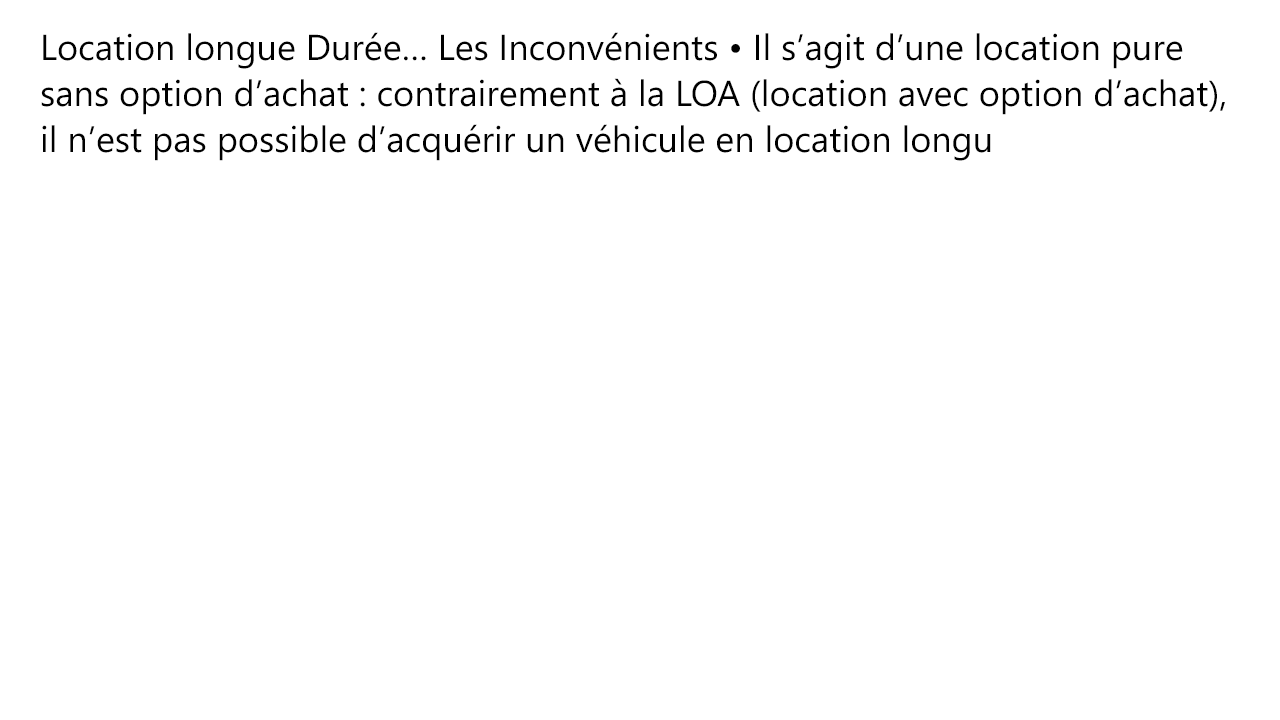 Location longue Durée… Les Inconvénients • Il s’agit d’une location pure
sans option d’achat : contrairement à la LOA (location avec option d’achat),
il n’est pas possible d’acquérir un véhicule en location longu